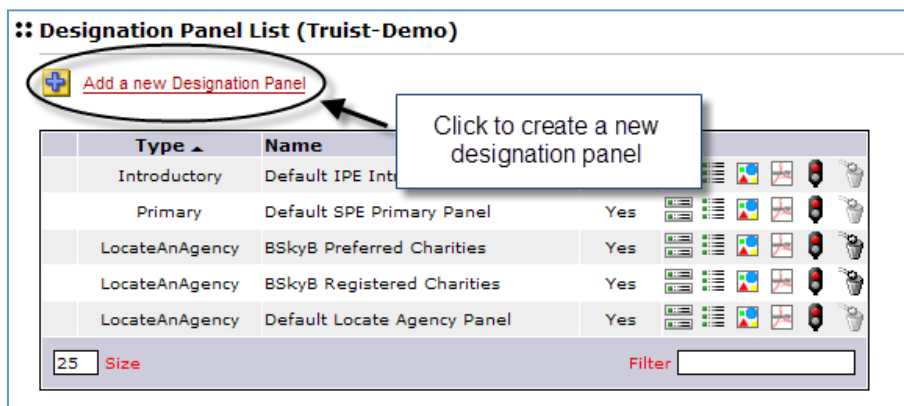 Designation Panel List (Truist-Demo)
Add a new Designation Panel
Click to create a new
designation panel
Type Name
Introductory Default IPE
Primary Default SPE Primary Panel Yes
LocateAnAgency BSkyB Preferred Charities Yes
LocateAnAgency BSkyB Registered Charities Yes
LocateAnAgency Default Locate Agency Panel Yes
25 Size Filter